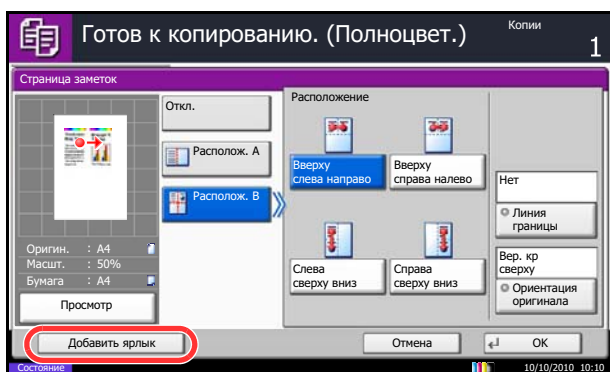 Готов к копированию. (Полноцвет.)
Копии
1
Страница заметок
Откл.
Располож. A
Располож. B
Расположение
Вверху
слева направо
Вверху
справа налево
Слева
сверху вниз
Справа
сверху вниз
Нет
Линия
границы
Вер. кр
сверху
Ориентация
оригинала
Оригин. : A4
Масшт. : 50%
Бумага : A4
Просмотр
Добавить ярлык
Отмена
OK
Состояние
10/10/2010 10:10